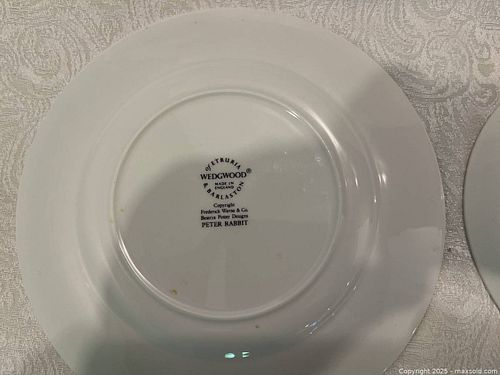 of ETRURIA
WEDGWOOD®
MADE IN
ENGLAND
& BARLASTON
Copyright
Frederick Warne & Co.
Beatrix Potter Designs
PETER RABBIT
Copyright 2025 - maxsold.com